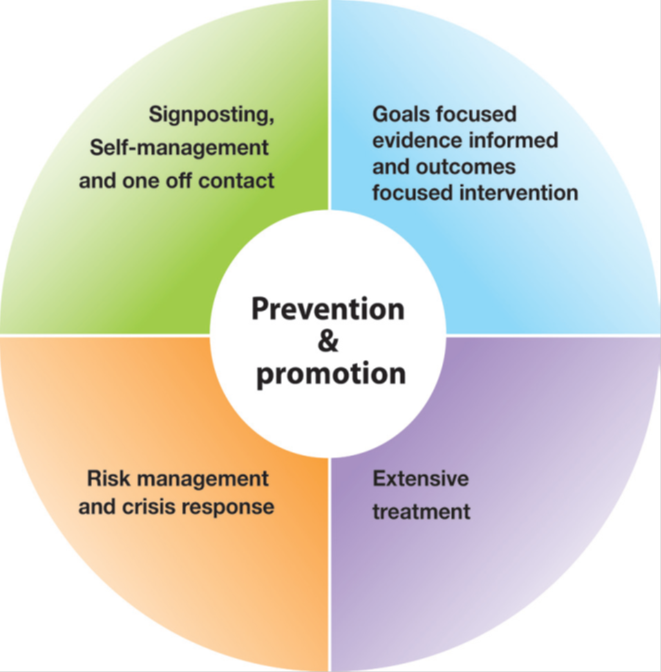 Signposting,
Self-management
and one off contact
Goals focused
evidence informed
and outcomes
focused intervention
Prevention
&
promotion
Risk management
and crisis response
Extensive
treatment